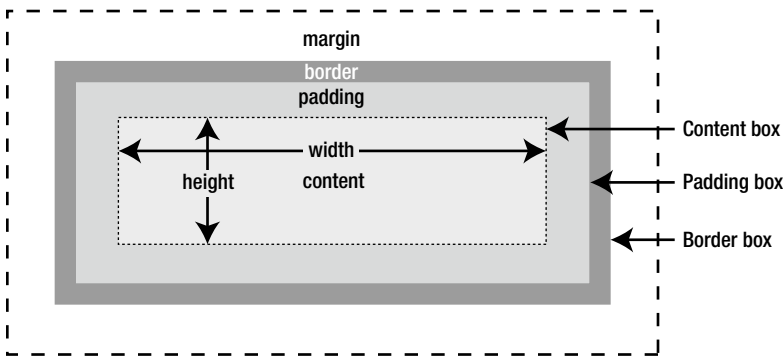 margin
border
padding
Content box
width
height
content
Padding box
Border box